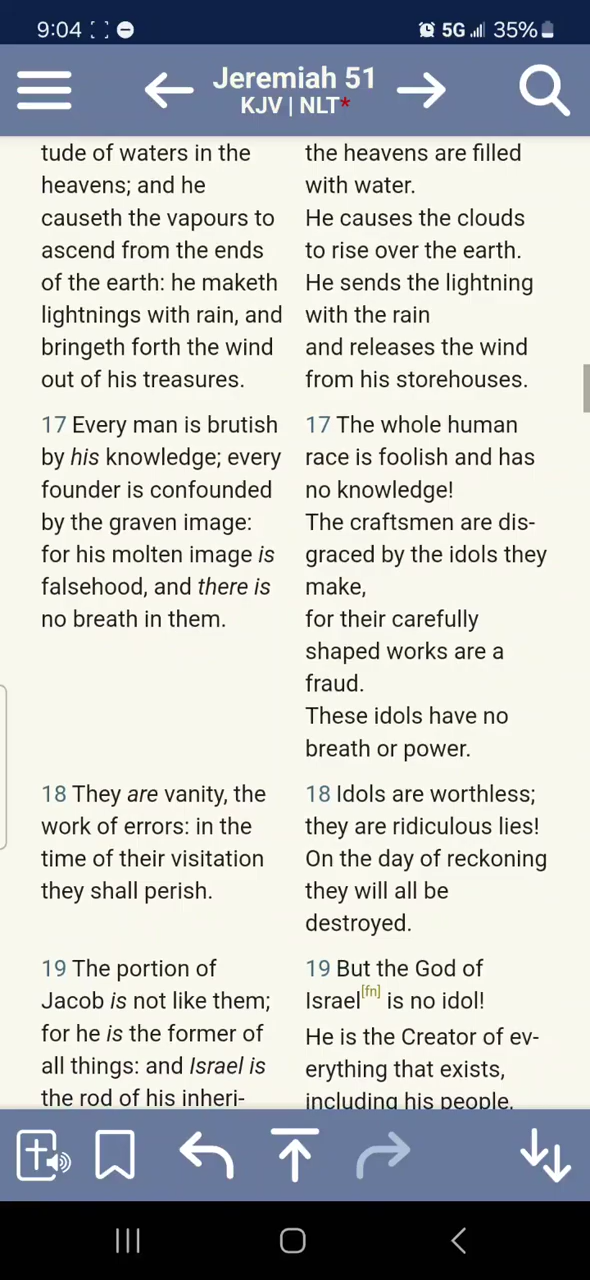 9:04
5G 35%
Jeremiah 51
KJV | NLT*
tude of waters in the
heavens; and he
causeth the vapours to
ascend from the ends
of the earth: he maketh
lightnings with rain, and
bringeth forth the wind
out of his treasures.
the heavens are filled
with water.
He causes the clouds
to rise over the earth.
He sends the lightning
with the rain
and releases the wind
from his storehouses.
17 Every man is brutish
by his knowledge; every
founder is confounded
by the graven image:
for his molten image is
falsehood, and there is
no breath in them.
17 The whole human
race is foolish and has
no knowledge!
The craftsmen are dis-
graced by the idols they
make,
for their carefully
shaped works are a
fraud.
These idols have no
breath or power.
18 They are vanity, the
work of errors: in the
time of their visitation
they shall perish.
18 Idols are worthless;
they are ridiculous lies!
On the day of reckoning
they will all be
destroyed.
19 The portion of
Jacob is not like them;
for he is the former of
all things: and Israel is
the rod of his inheri-
19 But the God of
Israel[fn] is no idol!
He is the Creator of ev-
erything that exists,
including his people,